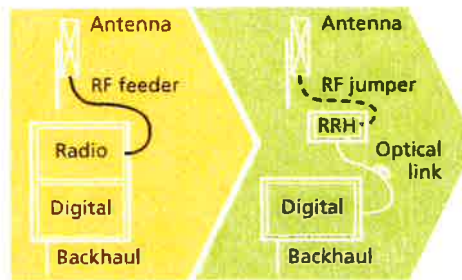 Antenna
RF feeder
Radio
Digital
Backhaul
Antenna
RF jumper
RRH
Optical
link
Digital
Backhaul